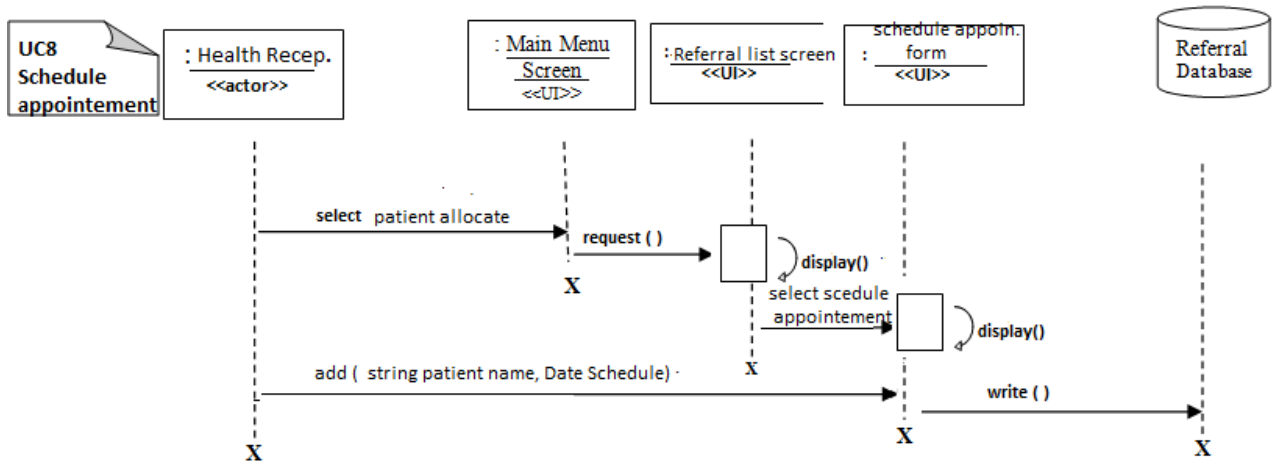 UC8
Schedule
appointement
: Health Recep.
<<actor>>
: Main Menu
Screen
<<UI>>
: Referral list screen
<<UI>>
schedule appoin.
: form
<<UI>>
Referral
Database
select patient allocate
request ( )
display()
X
select scedule
appointement
display()
x
add ( string patient name, Date Schedule)
write ( )
X
X
X